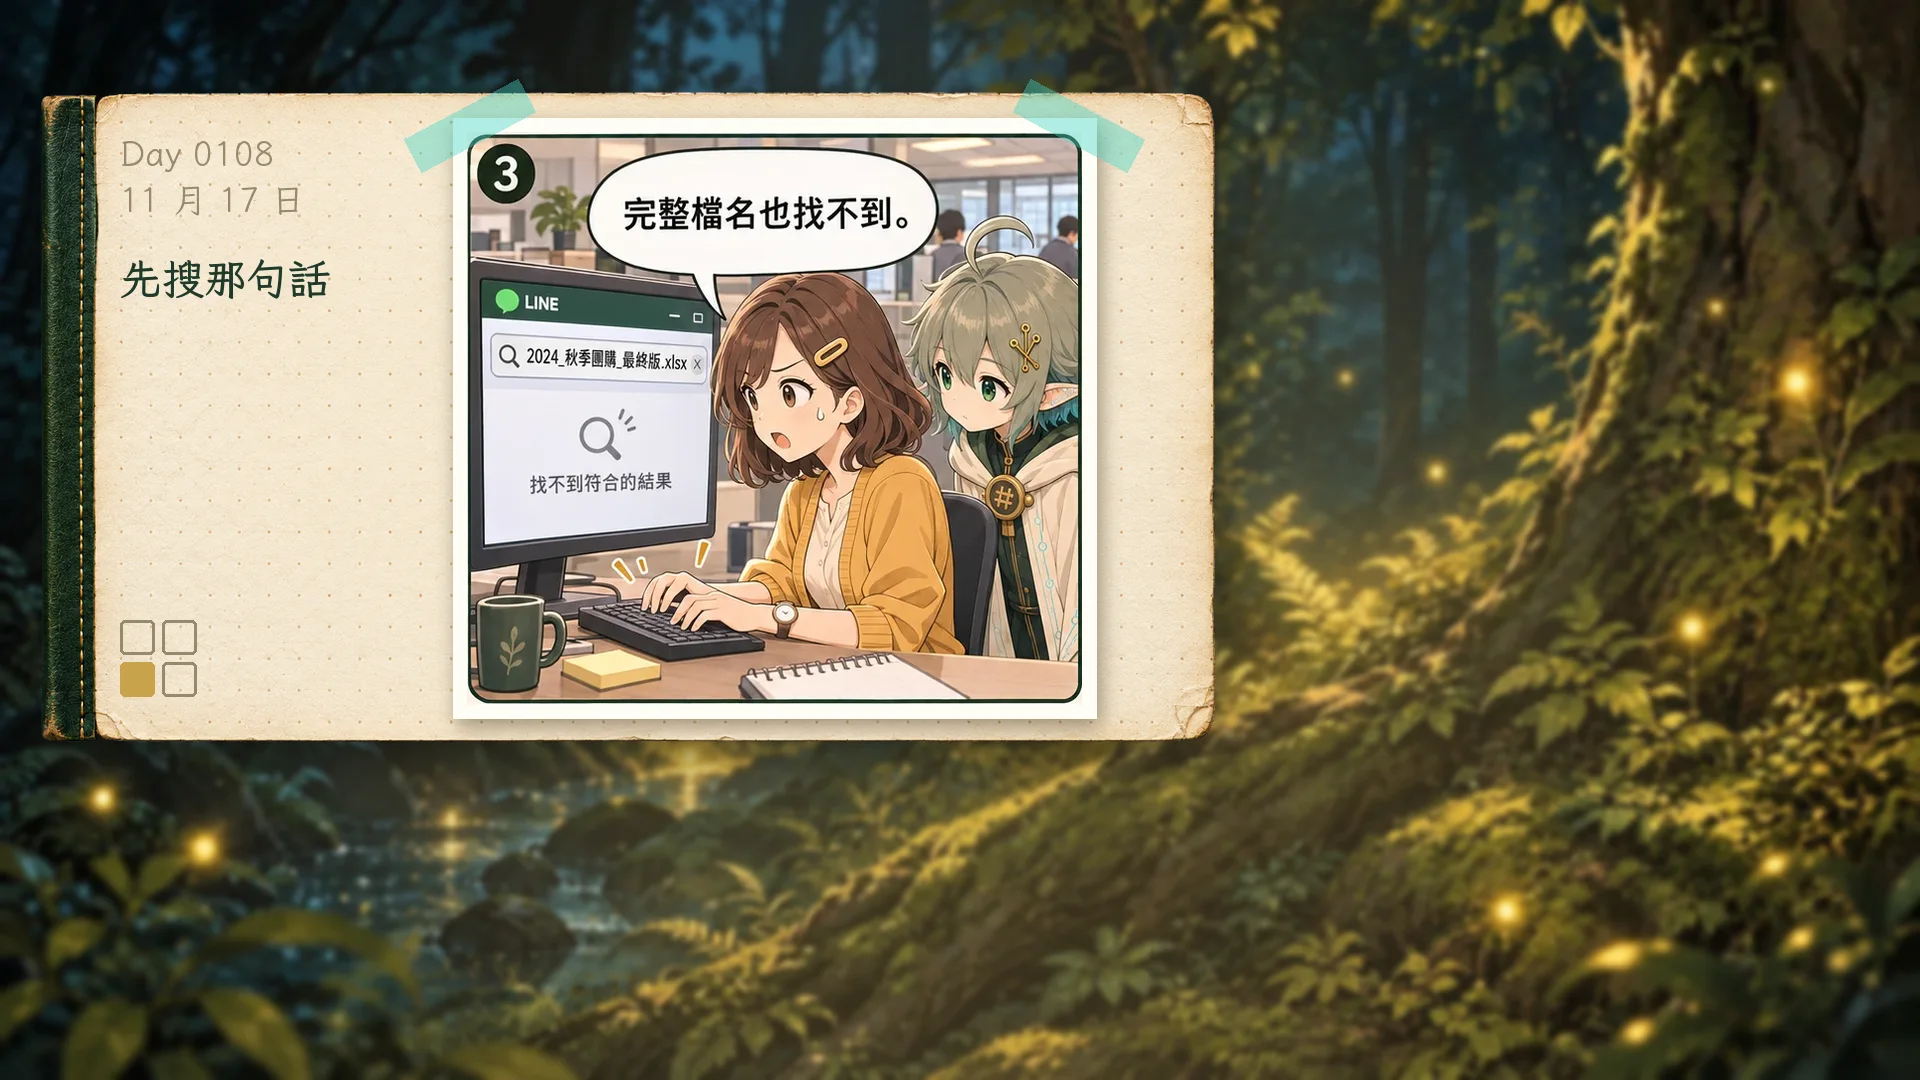 Day 0108
11 月 17 日
先搜那句話
3
完整檔名也找不到。
LINE
2024_秋季團購_最終版.xlsx
找不到符合的結果
#